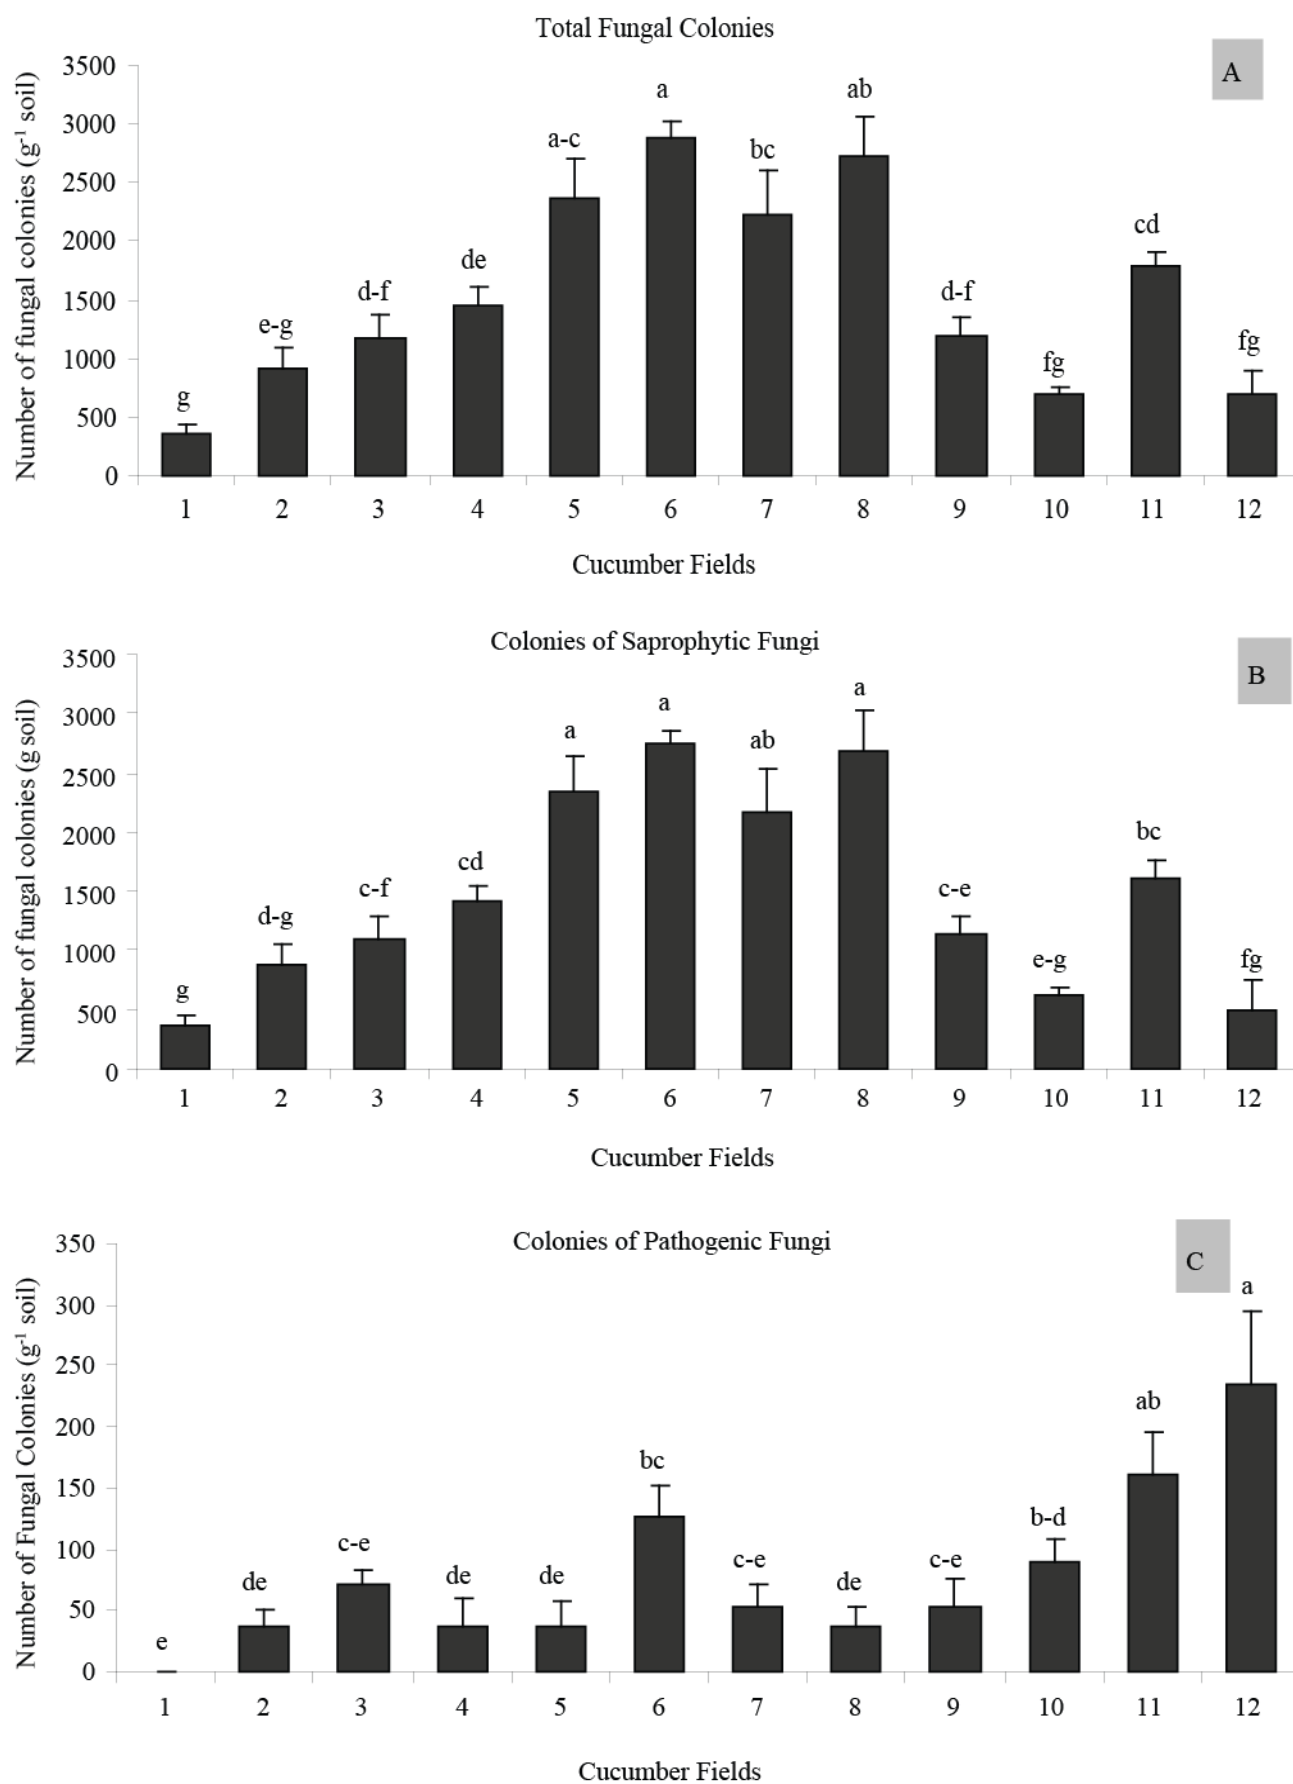 Total Fungal Colonies
A
Number of fungal colonies (g-1 soil)
3500
3000
2500
2000
1500
1000
500
0
g
e-g
d-f
de
a-c
a
bc
ab
d-f
fg
cd
fg
1 2 3 4 5 6 7 8 9 10 11 12
Cucumber Fields
Colonies of Saprophytic Fungi
B
Number of fungal colonies (g soil)
3500
3000
2500
2000
1500
1000
500
0
g
d-g
c-f
cd
a
a
ab
a
c-e
e-g
bc
fg
1 2 3 4 5 6 7 8 9 10 11 12
Cucumber Fields
Colonies of Pathogenic Fungi
C
Number of Fungal Colonies (g-1 soil)
350
300
250
200
150
100
50
0
e
de
c-e
de
de
bc
c-e
de
c-e
b-d
ab
a
1 2 3 4 5 6 7 8 9 10 11 12
Cucumber Fields